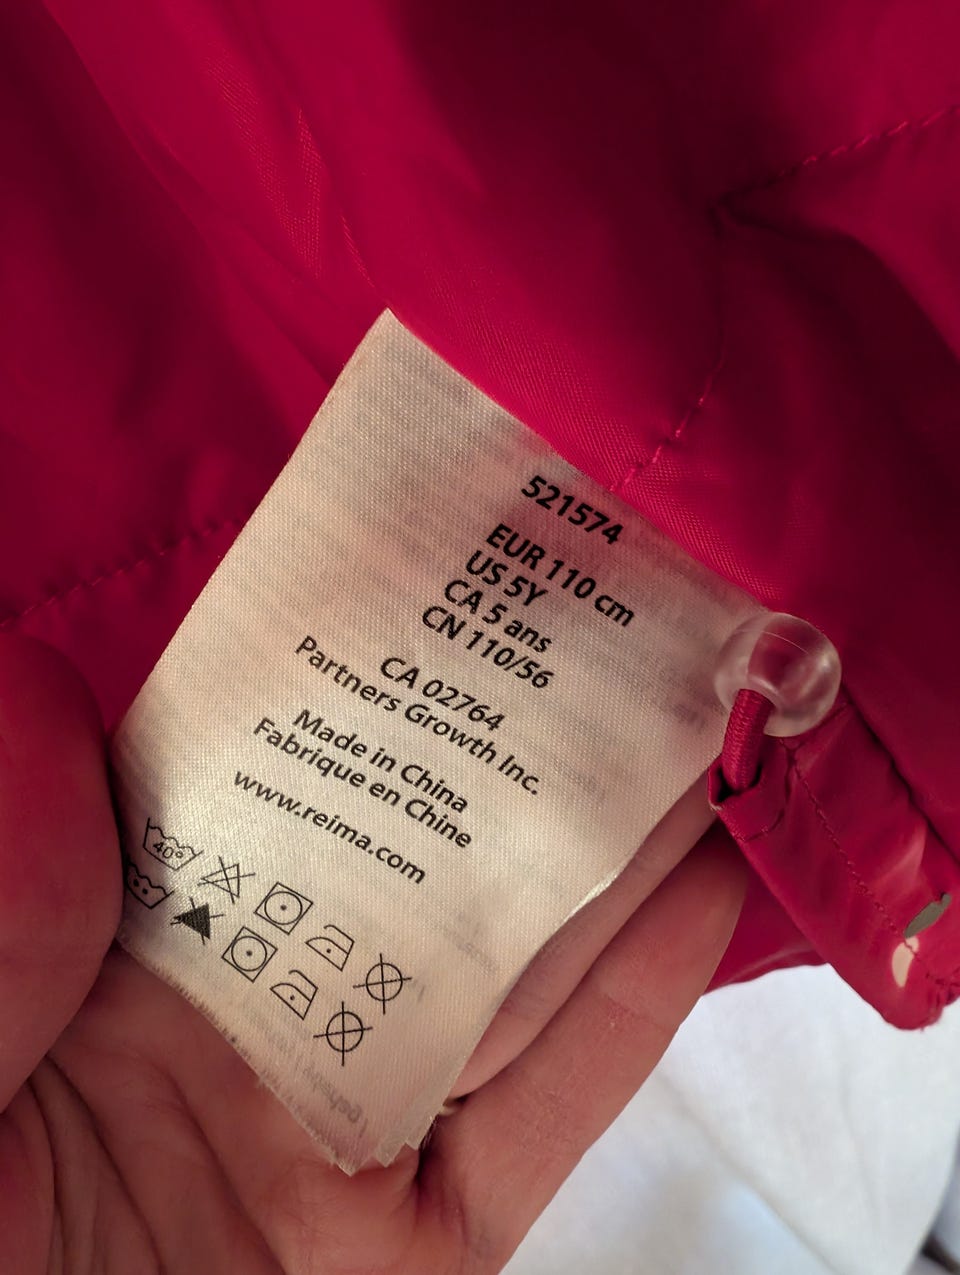 521574
EUR 110 cm
US 5Y
CA 5 ans
CN 110/56
CA 02764
Partners Growth Inc.
Made in China
Fabrique en Chine
www.reima.com
40°